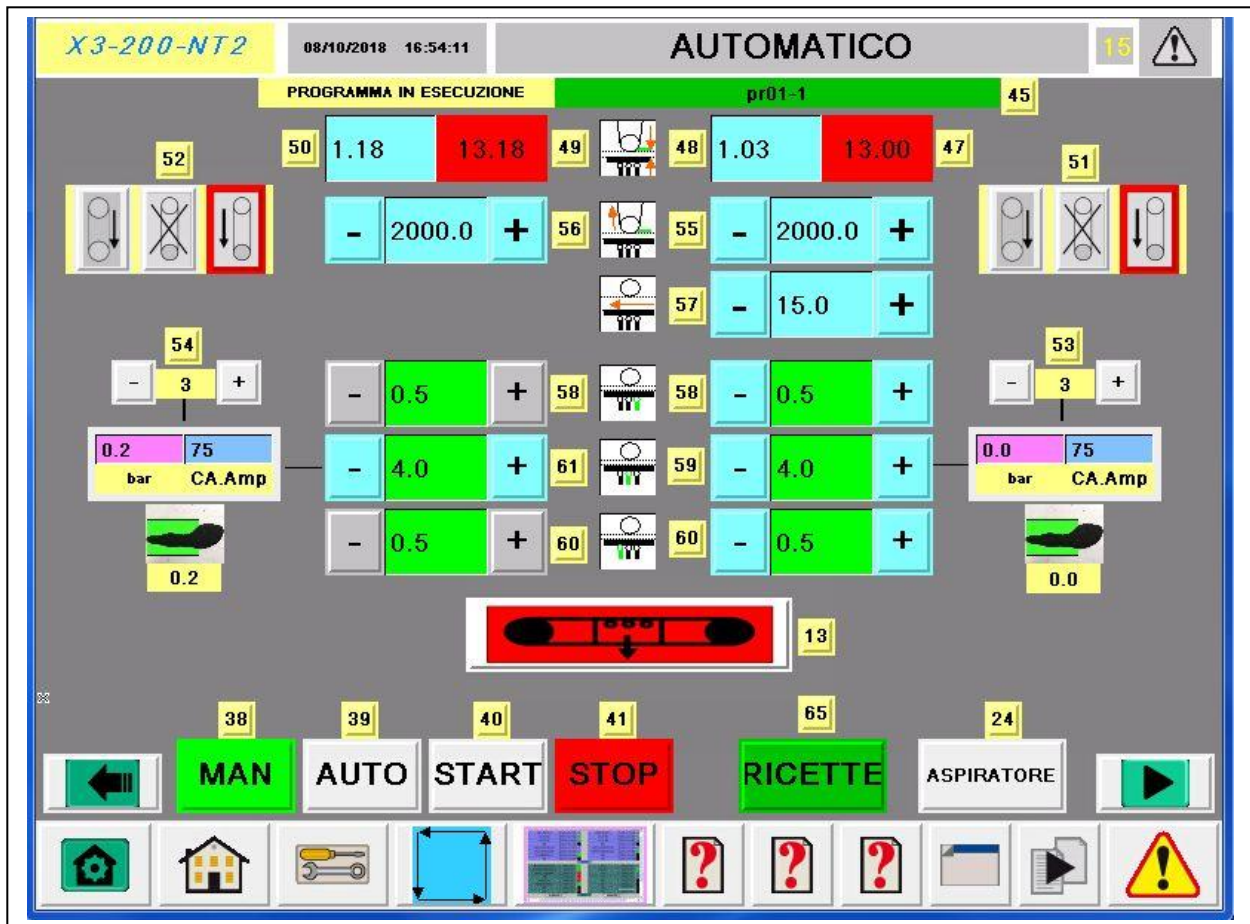 X3-200-NT2 08/10/2018 16:54:11 AUTOMATICO 15
PROGRAMMA IN ESECUZIONE pr01-1 45
50 1.18 13.18 49 48 1.03 13.00 47
52 51
- 2000.0 + 56 55 - 2000.0 +
57 - 15.0 +
54 53
- 3 + - 3 +
- 0.5 + 58 58 - 0.5 +
0.2 75 - 4.0 + 61 59 - 4.0 + 0.0 75
bar CA.Amp bar CA.Amp
- 0.5 + 60 60 - 0.5 +
0.2 0.0
13
38 39 40 41 65 24
MAN AUTO START STOP RICETTE ASPIRATORE
? ? ? !